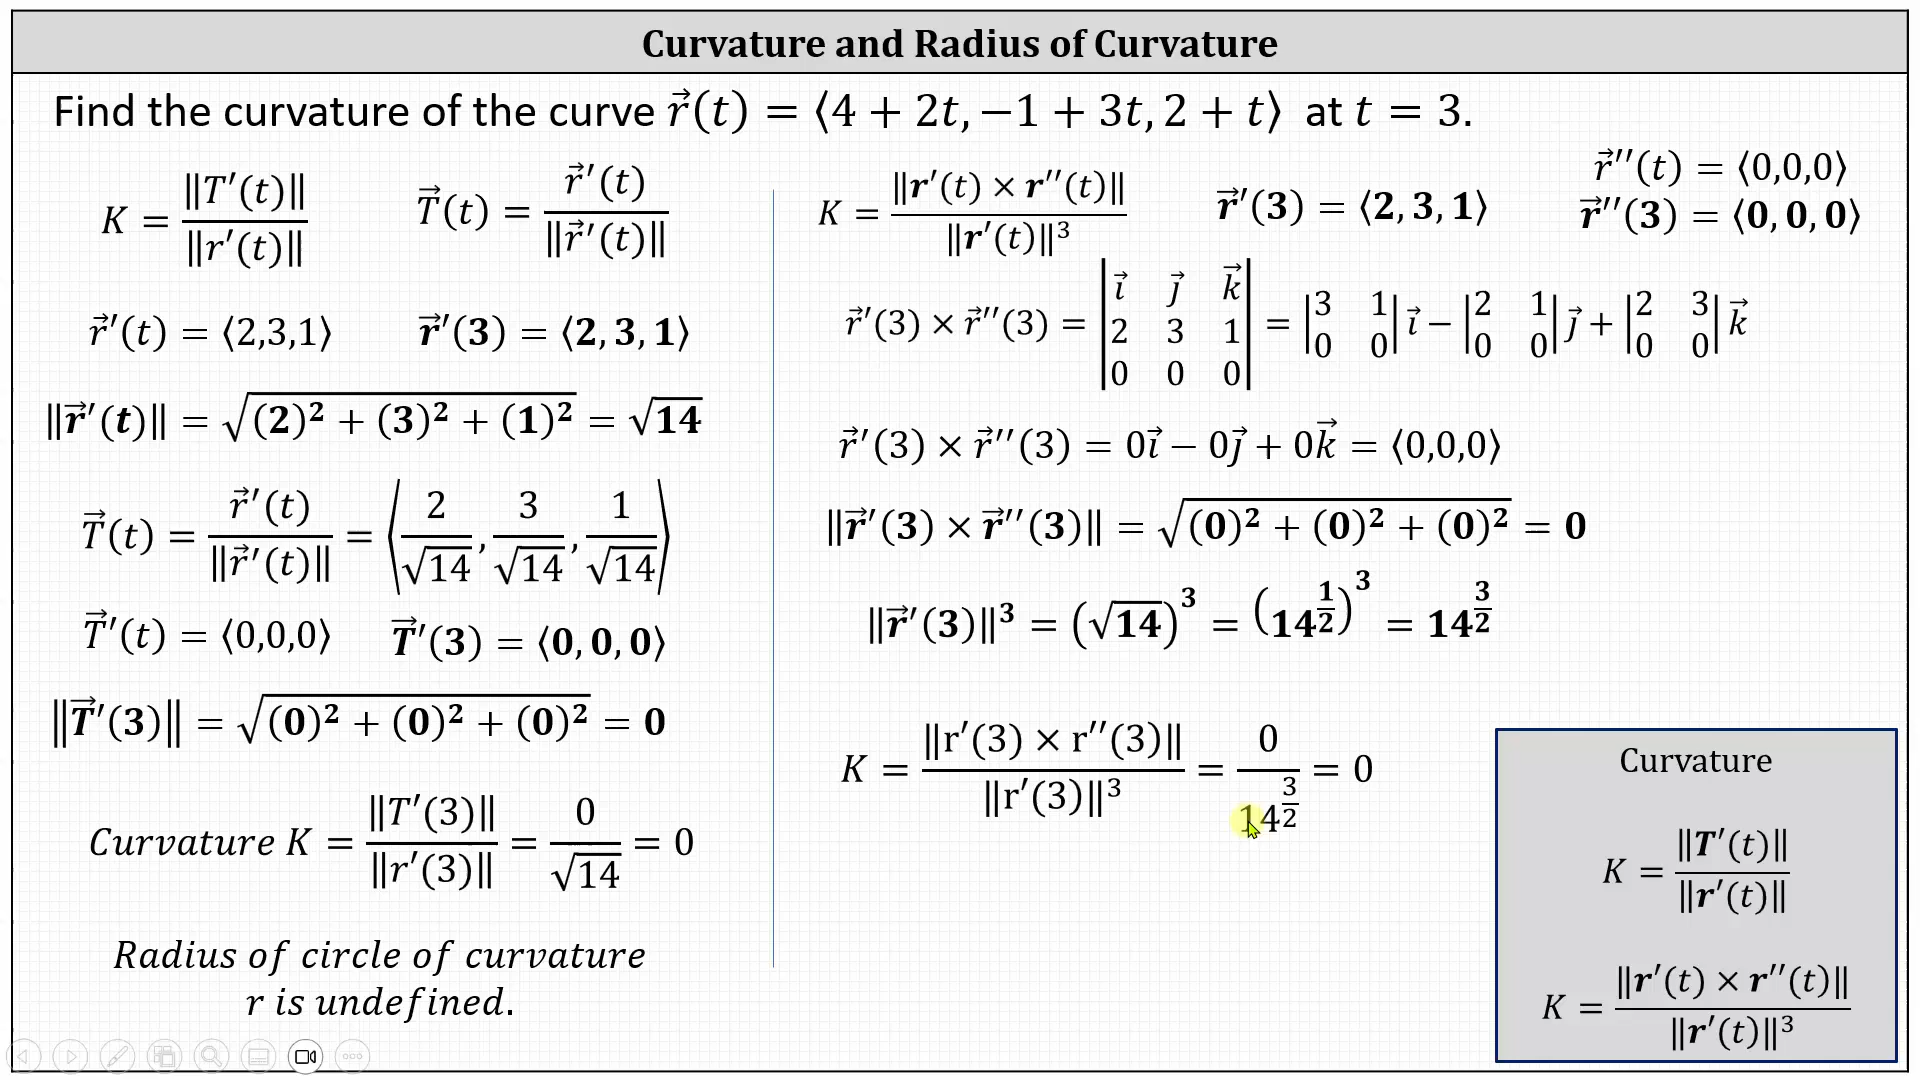 Curvature and Radius of Curvature
Find the curvature of the curve r⃗(t) = ⟨4 + 2t, −1 + 3t, 2 + t⟩ at t = 3.
K = ‖T′(t)‖ / ‖r′(t)‖
T⃗(t) = r⃗′(t) / ‖r⃗′(t)‖
r⃗′(t) = ⟨2,3,1⟩
r⃗′(3) = ⟨2, 3, 1⟩
‖r⃗′(t)‖ = √((2)² + (3)² + (1)²) = √14
T⃗(t) = r⃗′(t) / ‖r⃗′(t)‖ = ⟨2/√14, 3/√14, 1/√14⟩
T⃗′(t) = ⟨0,0,0⟩
T⃗′(3) = ⟨0, 0, 0⟩
‖T⃗′(3)‖ = √((0)² + (0)² + (0)²) = 0
Curvature K = ‖T′(3)‖ / ‖r′(3)‖ = 0/√14 = 0
Radius of circle of curvature
r is undefined.
K = ‖r′(t) × r′′(t)‖ / ‖r′(t)‖³
r⃗′(3) = ⟨2, 3, 1⟩
r⃗′′(t) = ⟨0,0,0⟩
r⃗′′(3) = ⟨0, 0, 0⟩
r⃗′(3) × r⃗′′(3) = |i⃗ j⃗ k⃗; 2 3 1; 0 0 0| = |3 1; 0 0| i⃗ − |2 1; 0 0| j⃗ + |2 3; 0 0| k⃗
r⃗′(3) × r⃗′′(3) = 0i⃗ − 0j⃗ + 0k⃗ = ⟨0,0,0⟩
‖r⃗′(3) × r⃗′′(3)‖ = √((0)² + (0)² + (0)²) = 0
‖r⃗′(3)‖³ = (√14)³ = (14^(1/2))³ = 14^(3/2)
K = ‖r′(3) × r′′(3)‖ / ‖r′(3)‖³ = 0/14^(3/2) = 0
Curvature
K = ‖T′(t)‖ / ‖r′(t)‖
K = ‖r′(t) × r′′(t)‖ / ‖r′(t)‖³